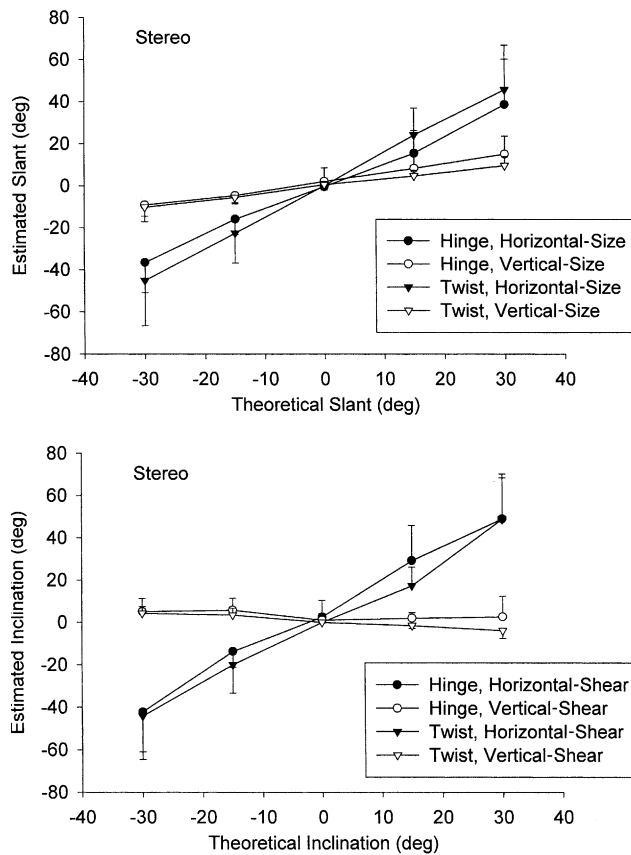 80
60
40
20
0
-20
-40
-60
-80
Estimated Slant (deg)
Stereo
Hinge, Horizontal-Size
Hinge, Vertical-Size
Twist, Horizontal-Size
Twist, Vertical-Size
-40 -30 -20 -10 0 10 20 30 40
Theoretical Slant (deg)
80
60
40
20
0
-20
-40
-60
-80
Estimated Inclination (deg)
Stereo
Hinge, Horizontal-Shear
Hinge, Vertical-Shear
Twist, Horizontal-Shear
Twist, Vertical-Shear
-40 -30 -20 -10 0 10 20 30 40
Theoretical Inclination (deg)